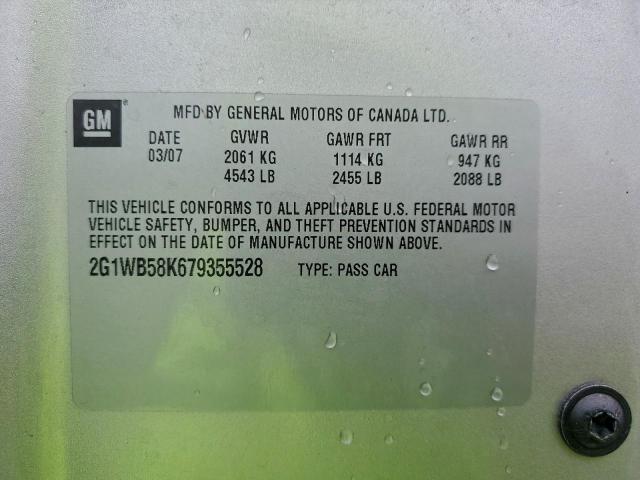 GM®
MFD BY GENERAL MOTORS OF CANADA LTD.
DATE GVWR GAWR FRT GAWR RR
03/07 2061 KG 1114 KG 947 KG
4543 LB 2455 LB 2088 LB
THIS VEHICLE CONFORMS TO ALL APPLICABLE U.S. FEDERAL MOTOR
VEHICLE SAFETY, BUMPER, AND THEFT PREVENTION STANDARDS IN
EFFECT ON THE DATE OF MANUFACTURE SHOWN ABOVE.
2G1WB58K679355528 TYPE: PASS CAR